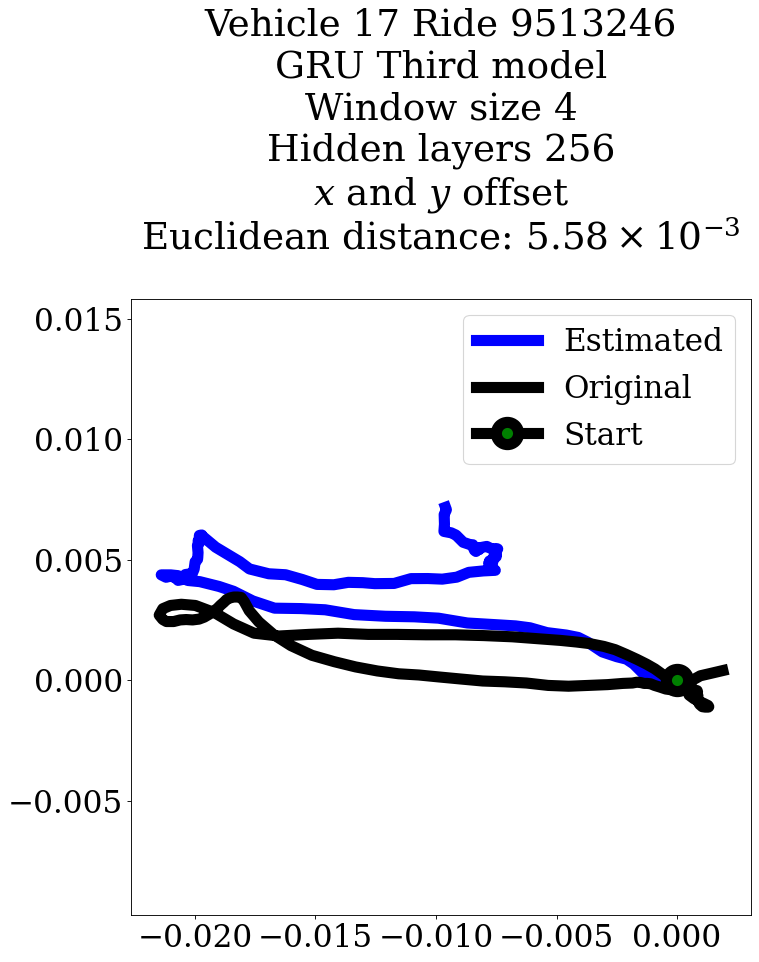 Vehicle 17 Ride 9513246
GRU Third model
Window size 4
Hidden layers 256
x and y offset
Euclidean distance: 5.58 × 10⁻³
Estimated
Original
Start
0.015
0.010
0.005
0.000
−0.005
−0.020 −0.015 −0.010 −0.005 0.000